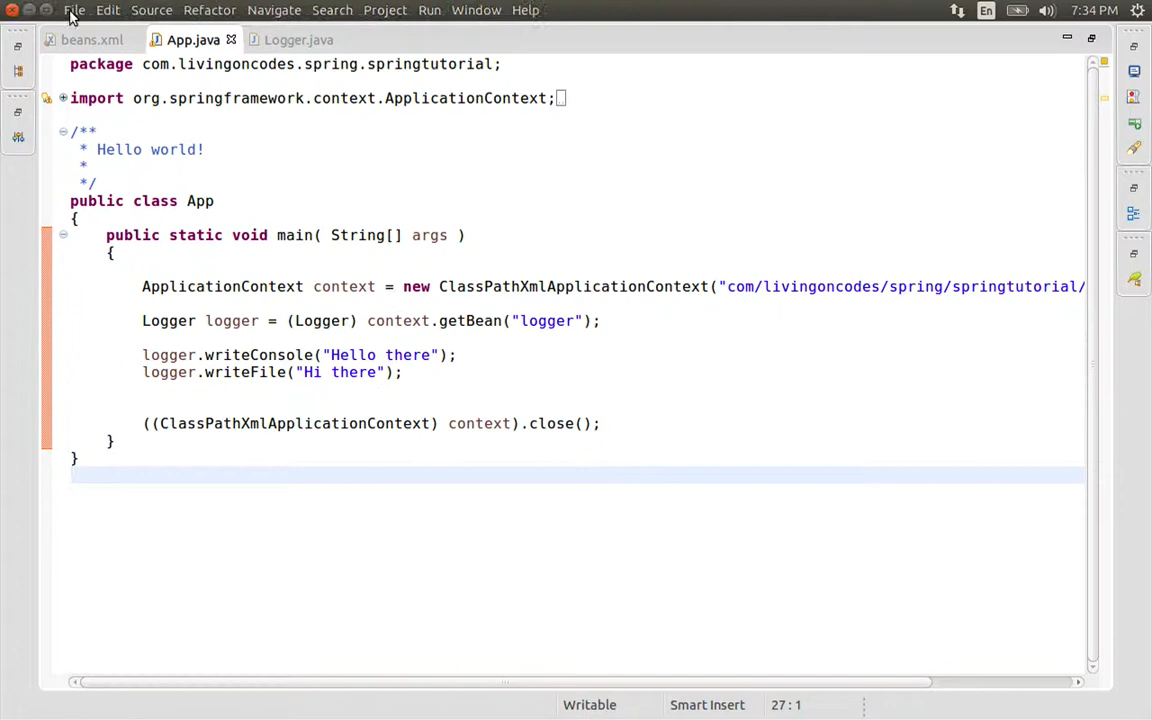 File Edit Source Refactor Navigate Search Project Run Window Help En 7:34 PM
beans.xml App.java Logger.java
package com.livingoncodes.spring.springtutorial;
import org.springframework.context.ApplicationContext;
/**
* Hello world!
*
*/
public class App
{
public static void main( String[] args )
{
ApplicationContext context = new ClassPathXmlApplicationContext("com/livingoncodes/spring/springtutorial/
Logger logger = (Logger) context.getBean("logger");
logger.writeConsole("Hello there");
logger.writeFile("Hi there");
((ClassPathXmlApplicationContext) context).close();
}
}
Writable Smart Insert 27 : 1